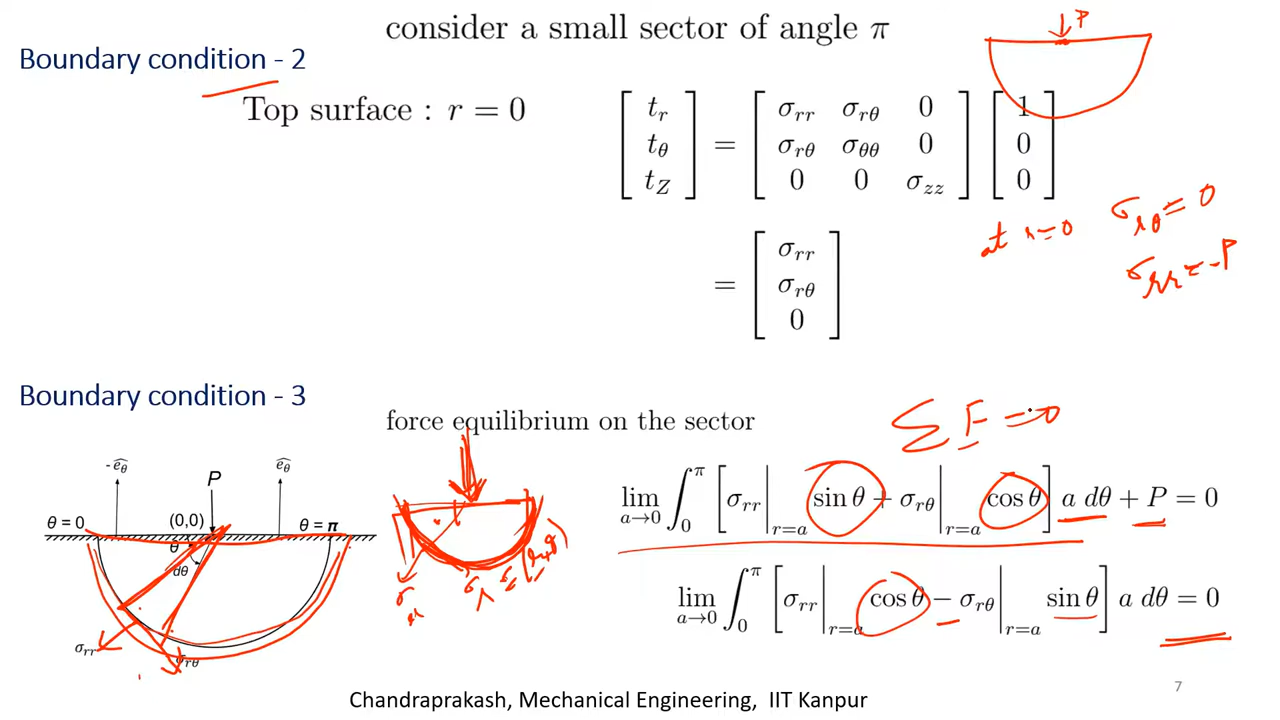 consider a small sector of angle π
P
Boundary condition - 2
Top surface : r = 0
[ t_r t_θ t_Z ] = [ σ_rr σ_rθ 0 ; σ_rθ σ_θθ 0 ; 0 0 σ_zz ] [ 1 0 0 ]
= [ σ_rr σ_rθ 0 ]
at r=0 σ_rθ = 0
σ_rr = -P
Boundary condition - 3
force equilibrium on the sector
Σ F = 0
-e_θ^ P e_θ^
θ = 0 (0,0) θ = π
θ
dθ
σ_rr
σ_rθ
lim_{a→0} ∫_0^π [ σ_rr |_{r=a} sin θ + σ_rθ |_{r=a} cos θ ] a dθ + P = 0
lim_{a→0} ∫_0^π [ σ_rr |_{r=a} cos θ − σ_rθ |_{r=a} sin θ ] a dθ = 0
7
Chandraprakash, Mechanical Engineering, IIT Kanpur